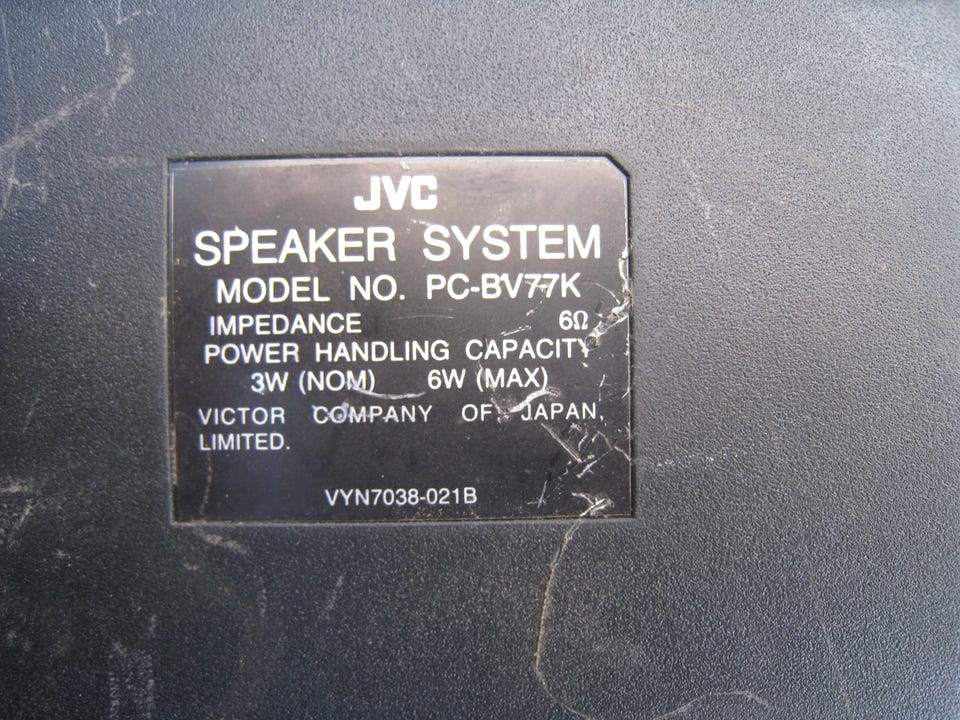 JVC
SPEAKER SYSTEM
MODEL NO. PC-BV77K
IMPEDANCE 6Ω
POWER HANDLING CAPACITY
3W (NOM) 6W (MAX)
VICTOR COMPANY OF JAPAN,
LIMITED.
VYN7038-021B